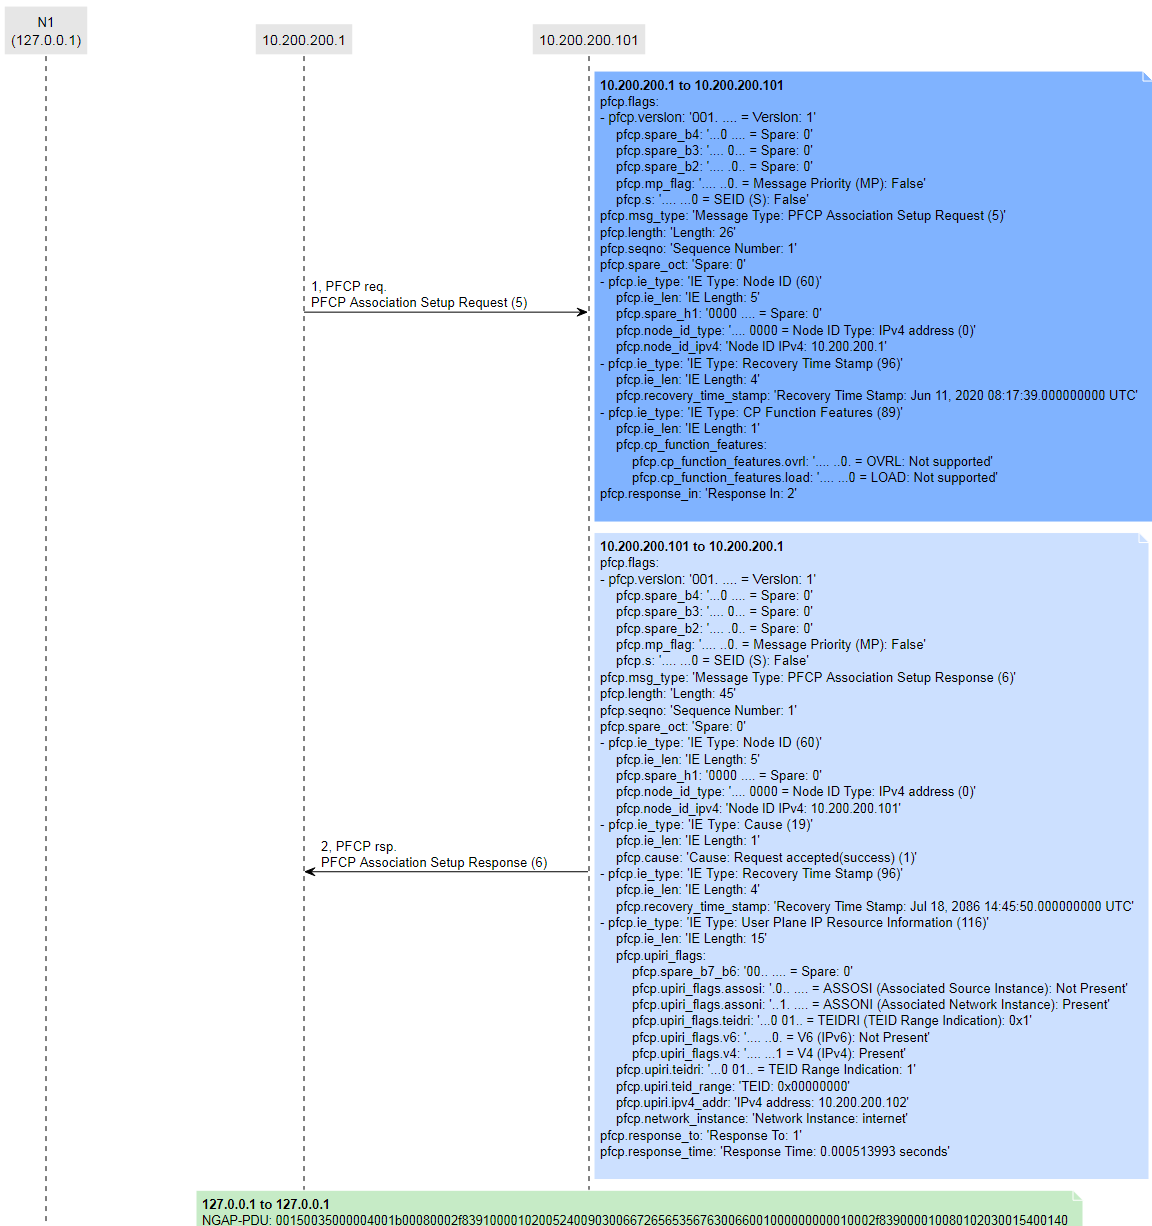 N1
(127.0.0.1)
10.200.200.1
10.200.200.101
10.200.200.1 to 10.200.200.101
pfcp.flags:
- pfcp.version: '001. .... = Version: 1'
pfcp.spare_b4: '...0 .... = Spare: 0'
pfcp.spare_b3: '.... 0... = Spare: 0'
pfcp.spare_b2: '.... .0.. = Spare: 0'
pfcp.mp_flag: '.... ..0. = Message Priority (MP): False'
pfcp.s: '.... ...0 = SEID (S): False'
pfcp.msg_type: 'Message Type: PFCP Association Setup Request (5)'
pfcp.length: 'Length: 26'
pfcp.seqno: 'Sequence Number: 1'
pfcp.spare_oct: 'Spare: 0'
- pfcp.ie_type: 'IE Type: Node ID (60)'
pfcp.ie_len: 'IE Length: 5'
pfcp.spare_h1: '0000 .... = Spare: 0'
pfcp.node_id_type: '.... 0000 = Node ID Type: IPv4 address (0)'
pfcp.node_id_ipv4: 'Node ID IPv4: 10.200.200.1'
- pfcp.ie_type: 'IE Type: Recovery Time Stamp (96)'
pfcp.ie_len: 'IE Length: 4'
pfcp.recovery_time_stamp: 'Recovery Time Stamp: Jun 11, 2020 08:17:39.000000000 UTC'
- pfcp.ie_type: 'IE Type: CP Function Features (89)'
pfcp.ie_len: 'IE Length: 1'
pfcp.cp_function_features:
pfcp.cp_function_features.ovrl: '.... ..0. = OVRL: Not supported'
pfcp.cp_function_features.load: '.... ...0 = LOAD: Not supported'
pfcp.response_in: 'Response In: 2'
1, PFCP req.
PFCP Association Setup Request (5)
10.200.200.101 to 10.200.200.1
pfcp.flags:
- pfcp.version: '001. .... = Version: 1'
pfcp.spare_b4: '...0 .... = Spare: 0'
pfcp.spare_b3: '.... 0... = Spare: 0'
pfcp.spare_b2: '.... .0.. = Spare: 0'
pfcp.mp_flag: '.... ..0. = Message Priority (MP): False'
pfcp.s: '.... ...0 = SEID (S): False'
pfcp.msg_type: 'Message Type: PFCP Association Setup Response (6)'
pfcp.length: 'Length: 45'
pfcp.seqno: 'Sequence Number: 1'
pfcp.spare_oct: 'Spare: 0'
- pfcp.ie_type: 'IE Type: Node ID (60)'
pfcp.ie_len: 'IE Length: 5'
pfcp.spare_h1: '0000 .... = Spare: 0'
pfcp.node_id_type: '.... 0000 = Node ID Type: IPv4 address (0)'
pfcp.node_id_ipv4: 'Node ID IPv4: 10.200.200.101'
- pfcp.ie_type: 'IE Type: Cause (19)'
pfcp.ie_len: 'IE Length: 1'
pfcp.cause: 'Cause: Request accepted(success) (1)'
- pfcp.ie_type: 'IE Type: Recovery Time Stamp (96)'
pfcp.ie_len: 'IE Length: 4'
pfcp.recovery_time_stamp: 'Recovery Time Stamp: Jul 18, 2086 14:45:50.000000000 UTC'
- pfcp.ie_type: 'IE Type: User Plane IP Resource Information (116)'
pfcp.ie_len: 'IE Length: 15'
pfcp.upiri_flags:
pfcp.spare_b7_b6: '00.. .... = Spare: 0'
pfcp.upiri_flags.assosi: '.0.. .... = ASSOSI (Associated Source Instance): Not Present'
pfcp.upiri_flags.assoni: '..1. .... = ASSONI (Associated Network Instance): Present'
pfcp.upiri_flags.teidri: '...0 01.. = TEIDRI (TEID Range Indication): 0x1'
pfcp.upiri_flags.v6: '.... ..0. = V6 (IPv6): Not Present'
pfcp.upiri_flags.v4: '.... ...1 = V4 (IPv4): Present'
pfcp.upiri.teidri: '...0 01.. = TEID Range Indication: 1'
pfcp.upiri.teid_range: 'TEID: 0x00000000'
pfcp.upiri.ipv4_addr: 'IPv4 address: 10.200.200.102'
pfcp.network_instance: 'Network Instance: internet'
pfcp.response_to: 'Response To: 1'
pfcp.response_time: 'Response Time: 0.000513993 seconds'
2, PFCP rsp.
PFCP Association Setup Response (6)
127.0.0.1 to 127.0.0.1
NGAP-PDU: